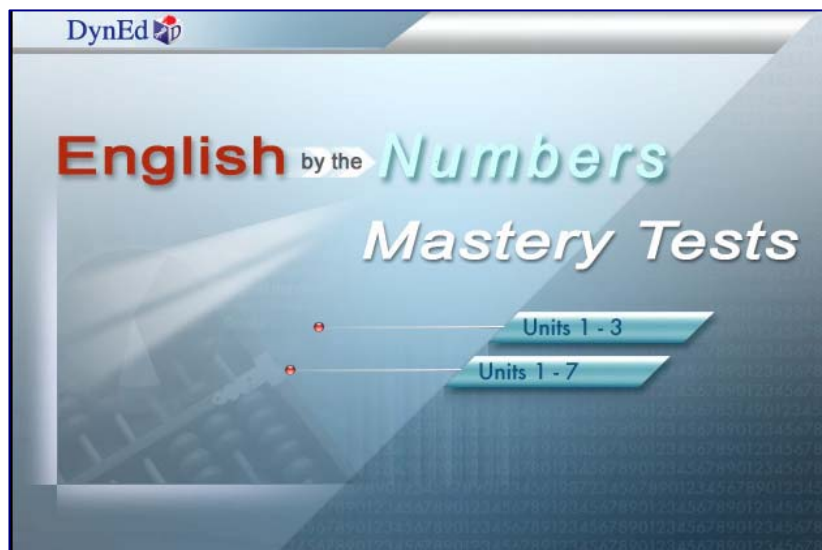 DynEd
English by the Numbers
Mastery Tests
Units 1 - 3
Units 1 - 7